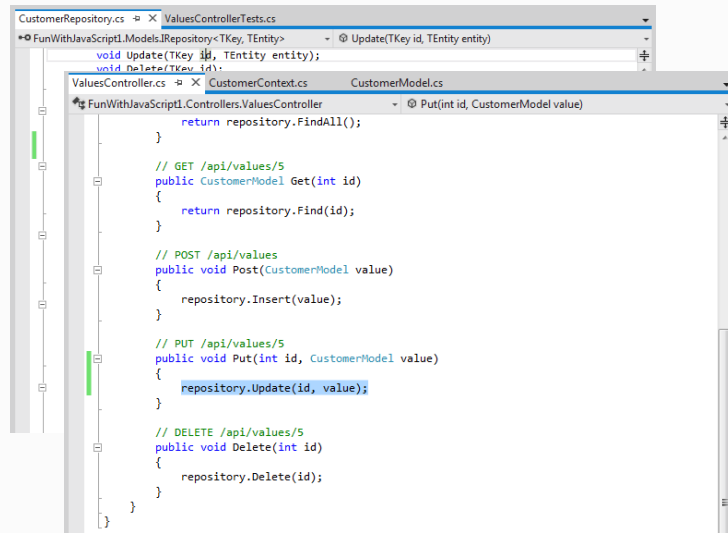 CustomerRepository.cs ValuesControllerTests.cs
FunWithJavaScript1.Models.IRepository<TKey, TEntity> Update(TKey id, TEntity entity)
void Update(TKey id, TEntity entity);
void Delete(TKey id);
ValuesController.cs CustomerContext.cs CustomerModel.cs
FunWithJavaScript1.Controllers.ValuesController Put(int id, CustomerModel value)
return repository.FindAll();
}
// GET /api/values/5
public CustomerModel Get(int id)
{
return repository.Find(id);
}
// POST /api/values
public void Post(CustomerModel value)
{
repository.Insert(value);
}
// PUT /api/values/5
public void Put(int id, CustomerModel value)
{
repository.Update(id, value);
}
// DELETE /api/values/5
public void Delete(int id)
{
repository.Delete(id);
}
}
}